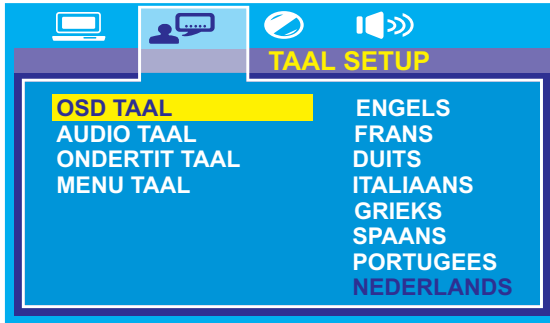 TAAL SETUP
OSD TAAL
AUDIO TAAL
ONDERTIT TAAL
MENU TAAL
ENGELS
FRANS
DUITS
ITALIAANS
GRIEKS
SPAANS
PORTUGEES
NEDERLANDS